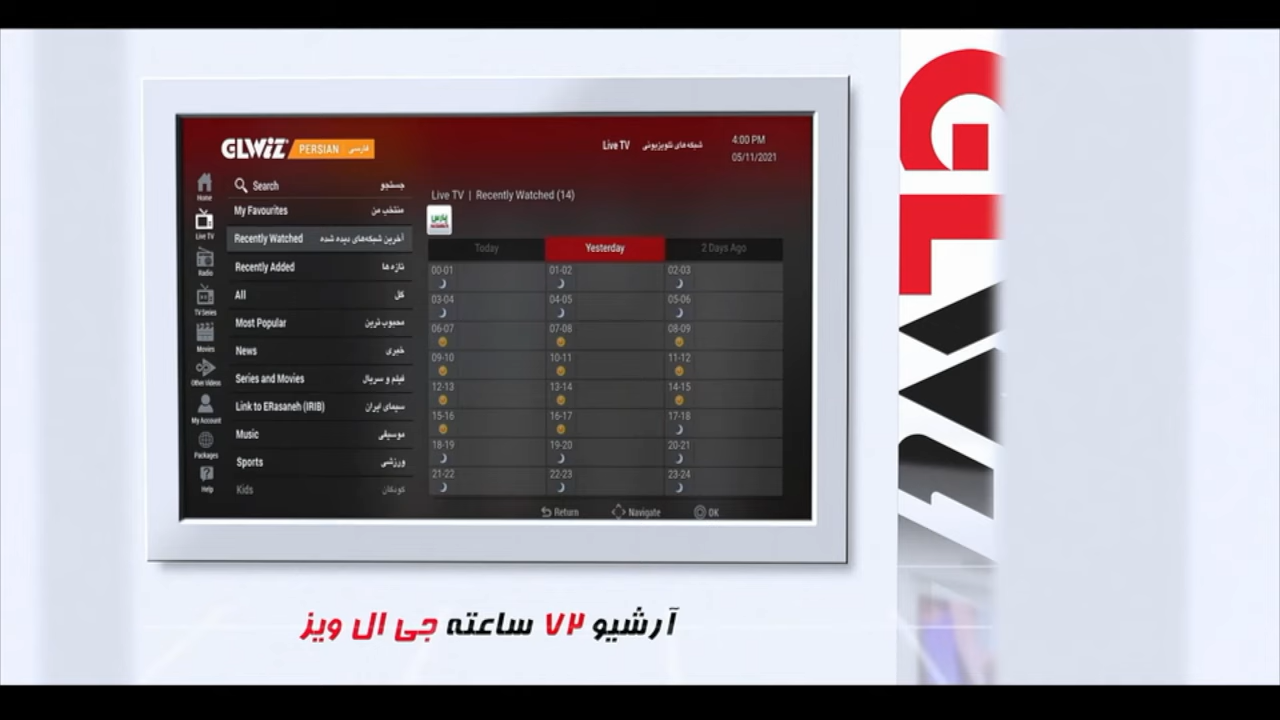 GLWiZ PERSIAN فارسی
Live TV شبکه های تلویزیونی
4:00 PM
05/11/2021
Home
Live TV
Radio
TV Series
Movies
Other Videos
My Account
Packages
Help
Search جستجو
My Favourites منتخب من
Recently Watched آخرین شبکه‌های دیده شده
Recently Added تازه ها
All کل
Most Popular محبوب ترین
News خبری
Series and Movies فیلم و سریال
Link to ERasaneh (IRIB) سیمای ایران
Music موسیقی
Sports ورزشی
Kids کودکان
Live TV | Recently Watched (14)
پارس
Today Yesterday 2 Days Ago
00-01 01-02 02-03
03-04 04-05 05-06
06-07 07-08 08-09
09-10 10-11 11-12
12-13 13-14 14-15
15-16 16-17 17-18
18-19 19-20 20-21
21-22 22-23 23-24
Return Navigate OK
آرشیو ۷۲ ساعته جی ال ویز
GLW